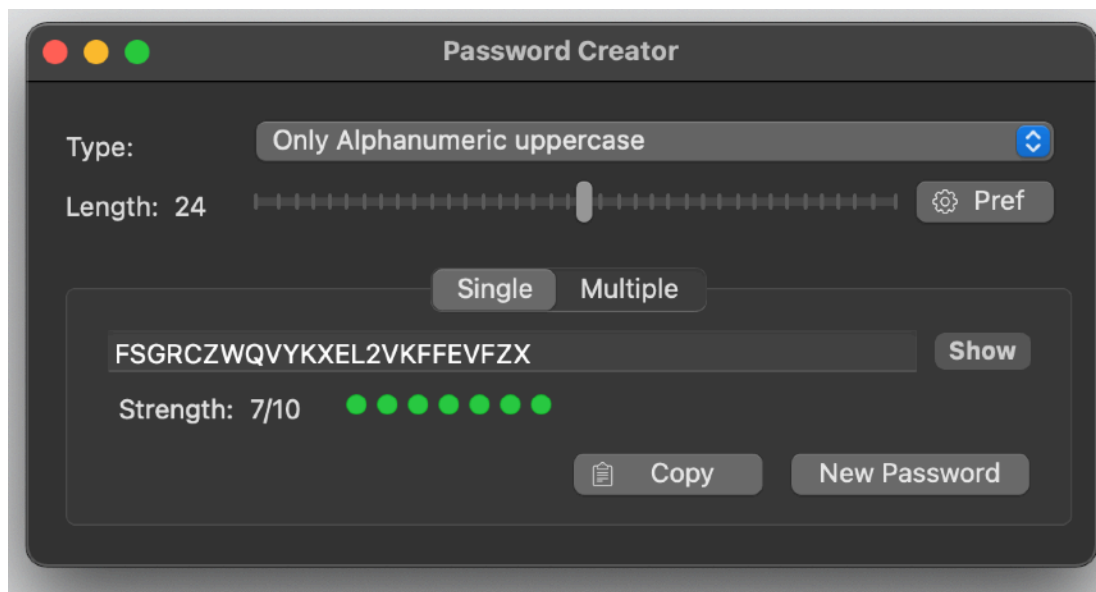 Password Creator
Type: Only Alphanumeric uppercase
Length: 24 Pref
Single Multiple
FSGRCZWQVYKXEL2VKFFEVFZX Show
Strength: 7/10
Copy New Password